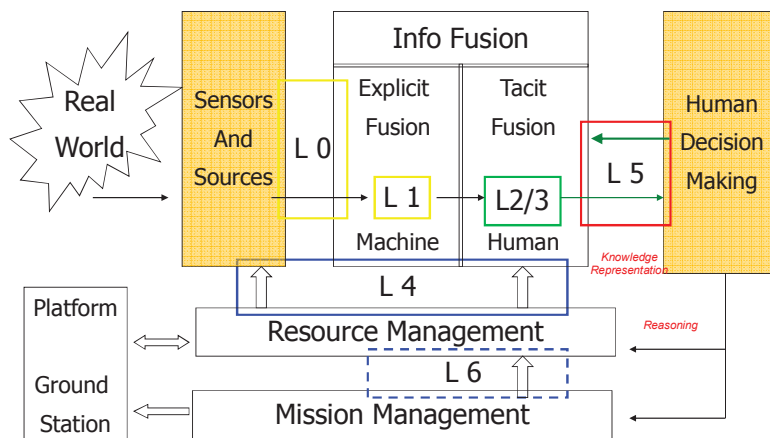 Info Fusion
Real
World
Sensors
And
Sources
L 0
Explicit
Fusion
L 1
Machine
Tacit
Fusion
L2/3
Human
L 5
Human
Decision
Making
Knowledge
Representation
L 4
Platform
Ground
Station
Resource Management
Reasoning
L 6
Mission Management